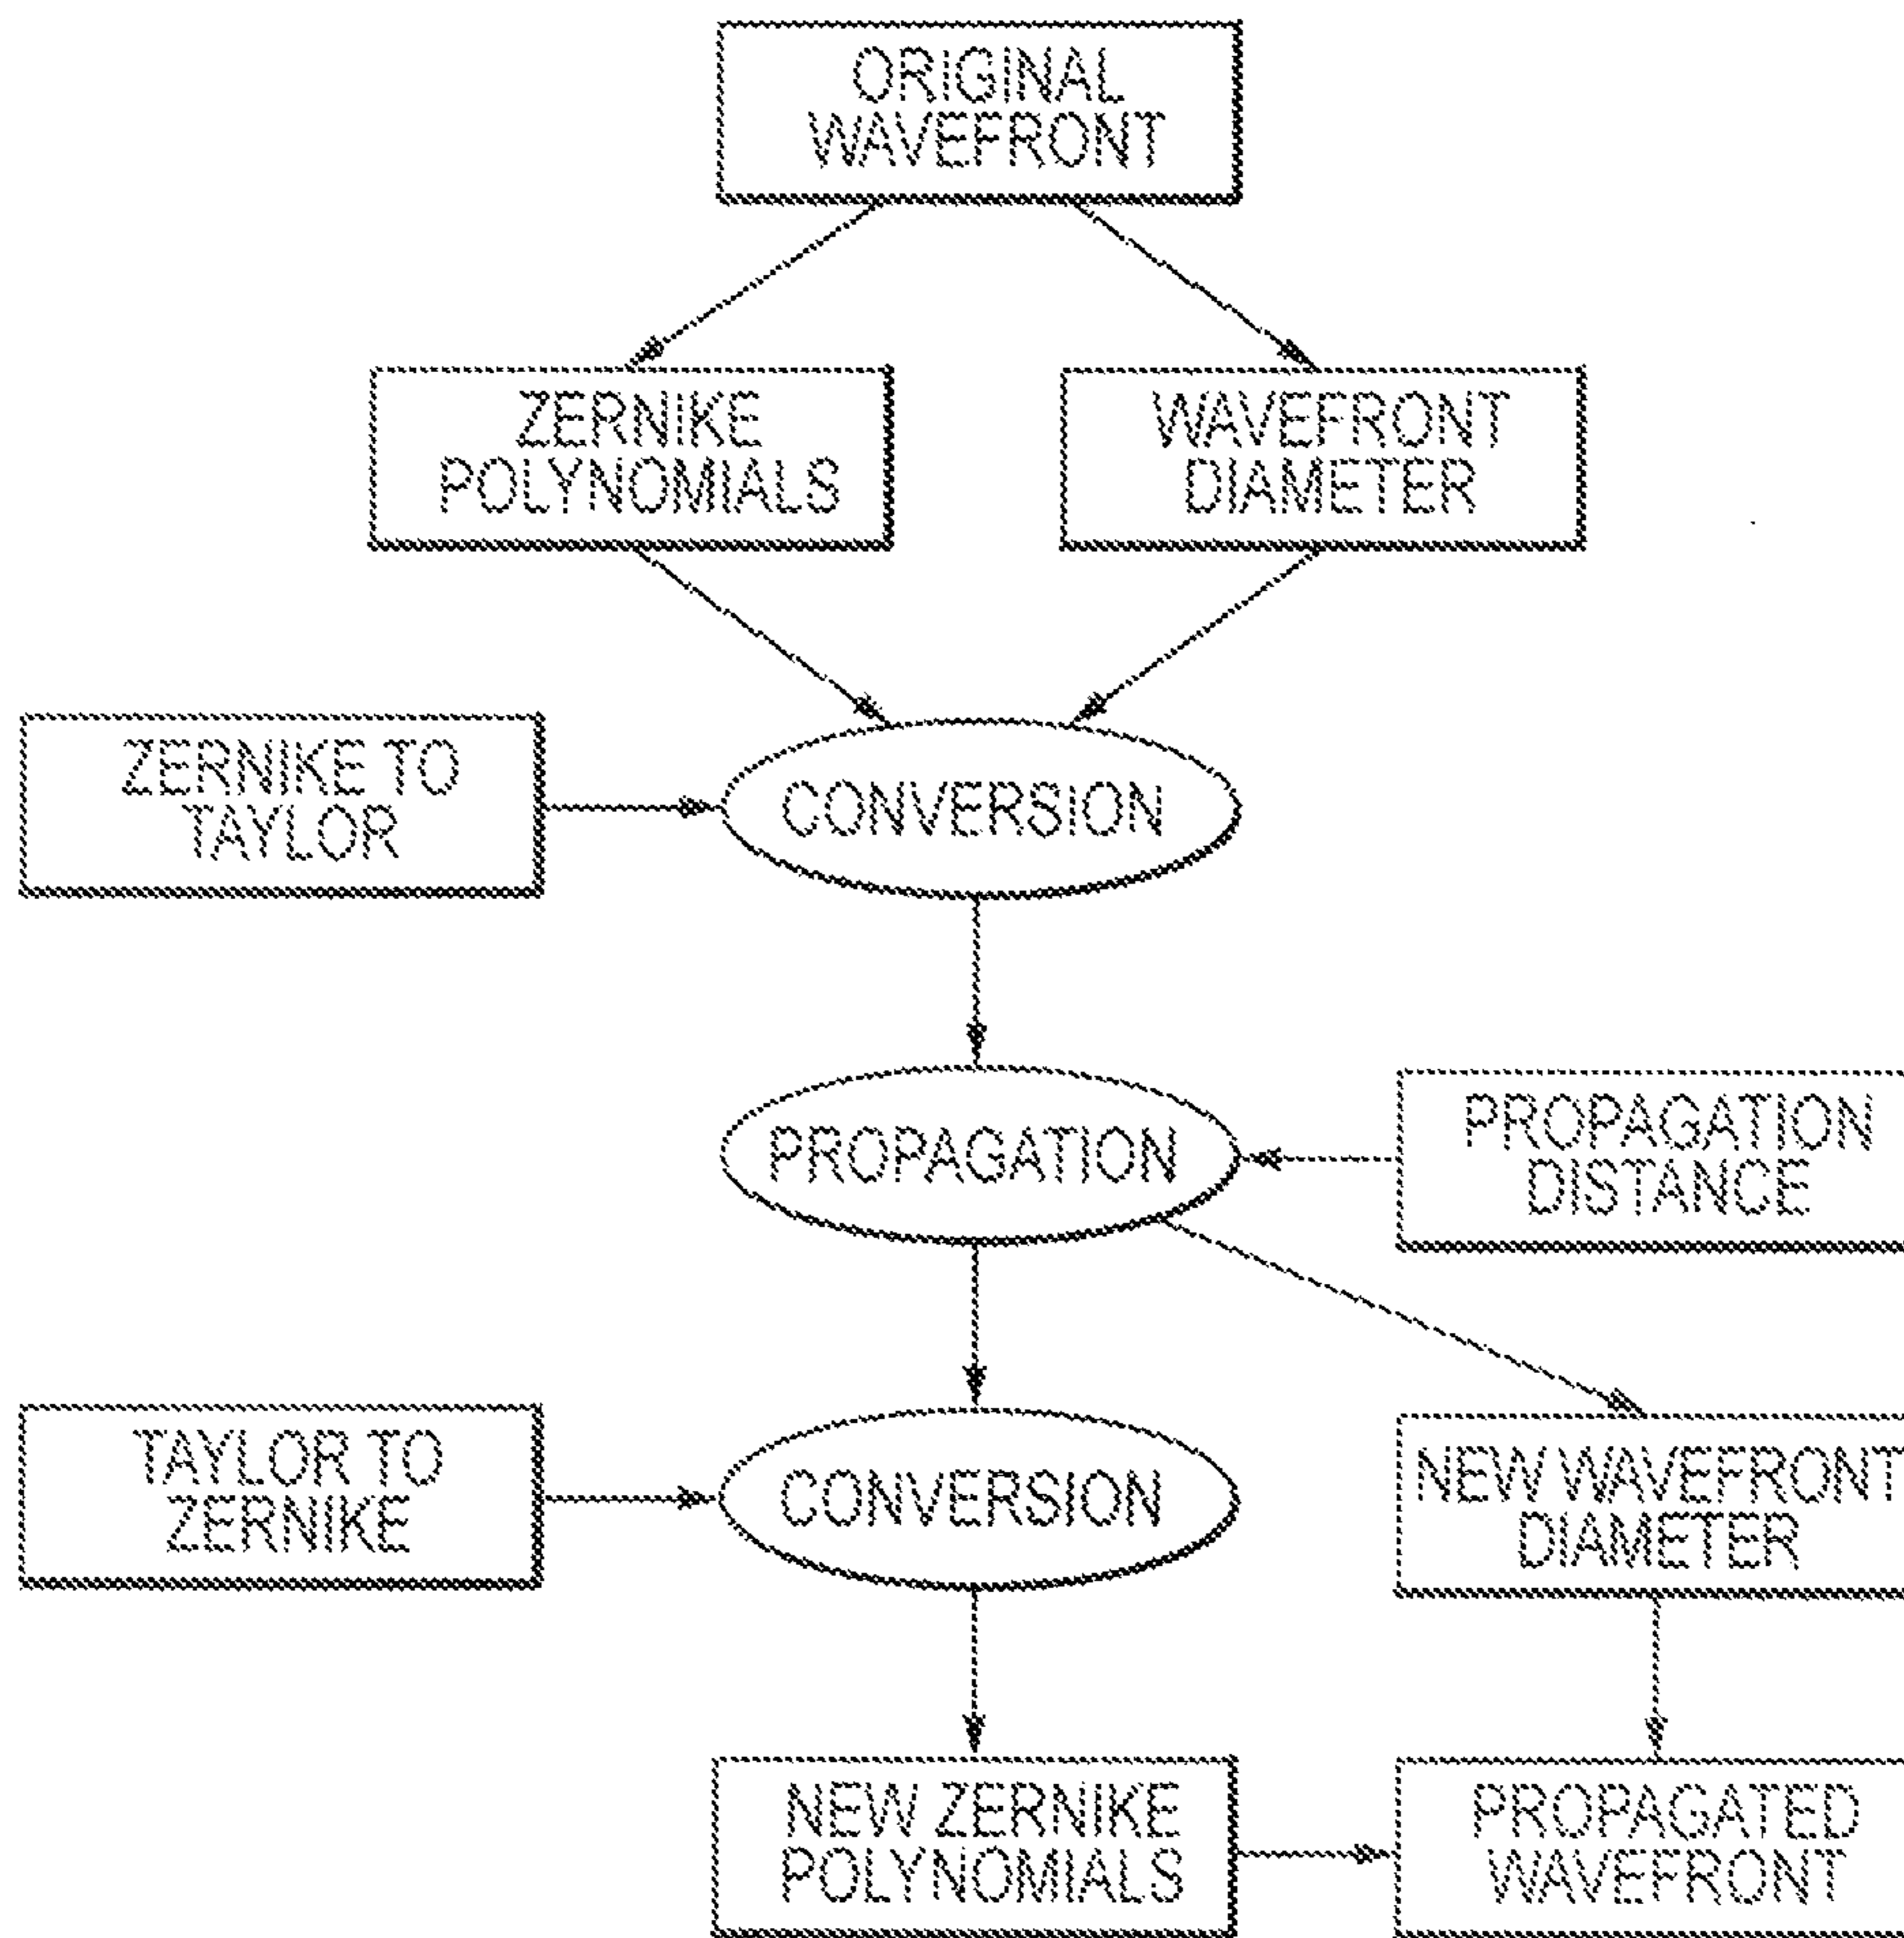 ORIGINAL
WAVEFRONT
ZERNIKE
POLYNOMIALS
WAVEFRONT
DIAMETER
ZERNIKE TO
TAYLOR
CONVERSION
PROPAGATION
PROPAGATION
DISTANCE
TAYLOR TO
ZERNIKE
CONVERSION
NEW WAVEFRONT
DIAMETER
NEW ZERNIKE
POLYNOMIALS
PROPAGATED
WAVEFRONT